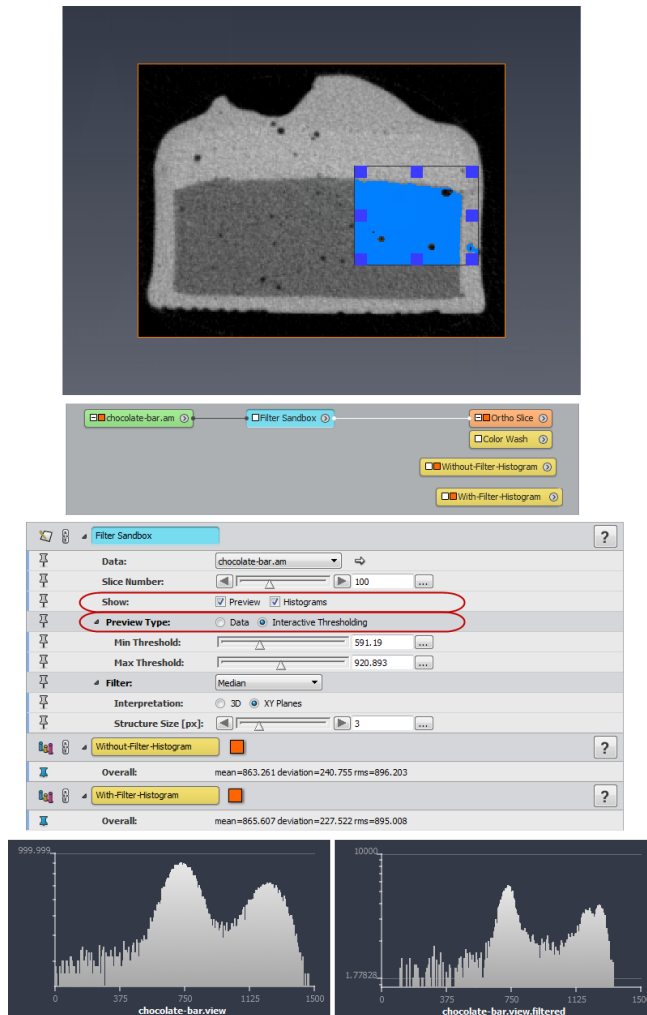 chocolate-bar.am
Filter Sandbox
Ortho Slice
Color Wash
Without-Filter-Histogram
With-Filter-Histogram
Filter Sandbox
?
Data:
chocolate-bar.am
Slice Number:
100
...
Show:
Preview
Histograms
Preview Type:
Data
Interactive Thresholding
Min Threshold:
591.19
...
Max Threshold:
920.893
...
Filter:
Median
Interpretation:
3D
XY Planes
Structure Size [px]:
3
...
Without-Filter-Histogram
?
Overall:
mean=863.261 deviation=240.755 rms=896.203
With-Filter-Histogram
?
Overall:
mean=865.607 deviation=227.522 rms=895.008
999.999
0 375 750 1125 1500
chocolate-bar.view
10000
1.77828
0 375 750 1125 1500
chocolate-bar.view.filtered